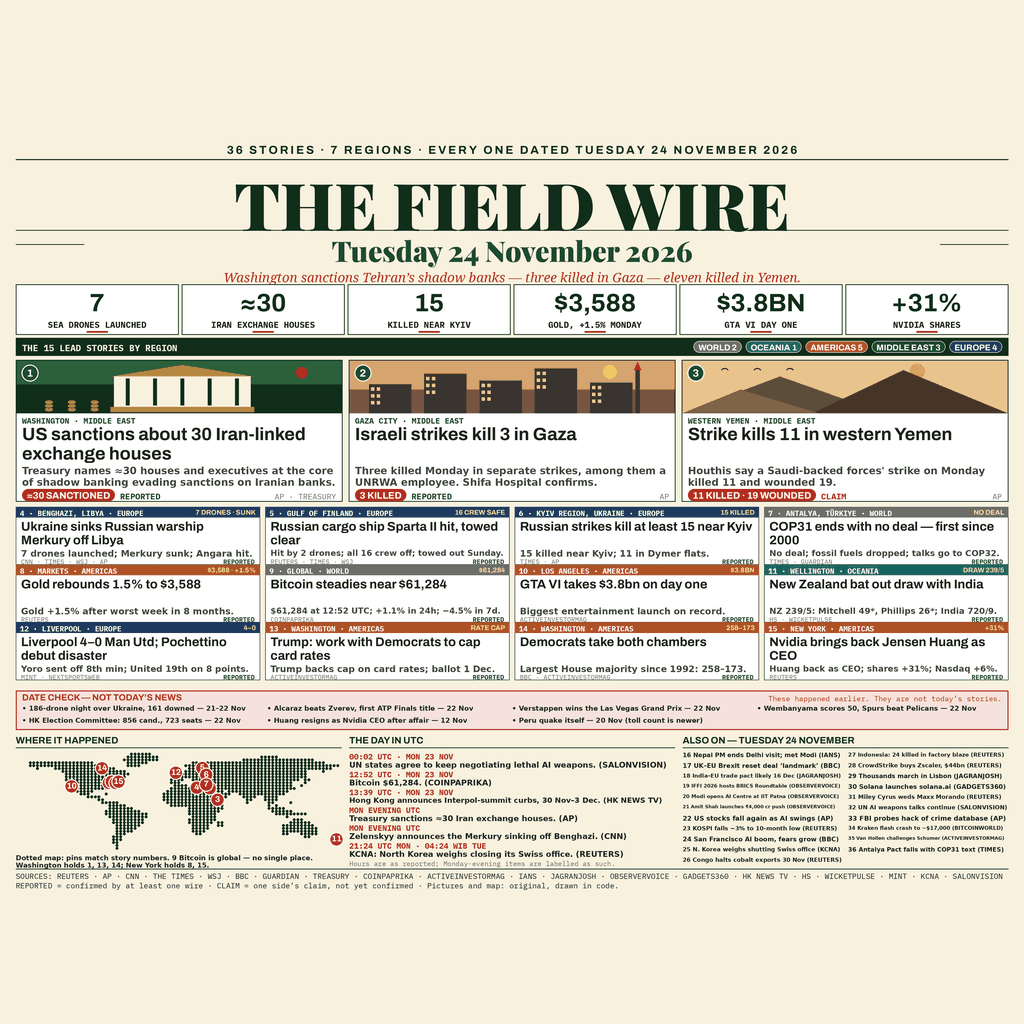 36 STORIES · 7 REGIONS · EVERY ONE DATED TUESDAY 24 NOVEMBER 2026
THE FIELD WIRE
Tuesday 24 November 2026
Washington sanctions Tehran's shadow banks — three killed in Gaza — eleven killed in Yemen.
7
SEA DRONES LAUNCHED
≈30
IRAN EXCHANGE HOUSES
15
KILLED NEAR KYIV
$3,588
GOLD, +1.5% MONDAY
$3.8BN
GTA VI DAY ONE
+31%
NVIDIA SHARES
THE 15 LEAD STORIES BY REGION
WORLD 2
OCEANIA 1
AMERICAS 5
MIDDLE EAST 3
EUROPE 4
1
WASHINGTON · MIDDLE EAST
US sanctions about 30 Iran-linked
exchange houses
Treasury names ≈30 houses and executives at the core
of shadow banking evading sanctions on Iranian banks.
≈30 SANCTIONED REPORTED AP · TREASURY
2
GAZA CITY · MIDDLE EAST
Israeli strikes kill 3 in Gaza
Three killed Monday in separate strikes, among them a
UNRWA employee. Shifa Hospital confirms.
3 KILLED REPORTED AP
3
WESTERN YEMEN · MIDDLE EAST
Strike kills 11 in western Yemen
Houthis say a Saudi-backed forces' strike on Monday
killed 11 and wounded 19.
11 KILLED · 19 WOUNDED CLAIM AP
4 · BENGHAZI, LIBYA · EUROPE 7 DRONES · SUNK
Ukraine sinks Russian warship
Merkury off Libya
7 drones launched; Merkury sunk; Angara hit.
CNN · TIMES · WSJ · AP REPORTED
5 · GULF OF FINLAND · EUROPE 16 CREW SAFE
Russian cargo ship Sparta II hit, towed
clear
Hit by 2 drones; all 16 crew off; towed out Sunday.
REUTERS · TIMES · WSJ REPORTED
6 · KYIV REGION, UKRAINE · EUROPE 15 KILLED
Russian strikes kill at least 15 near Kyiv
15 killed near Kyiv; 11 in Dymer flats.
TIMES · AP REPORTED
7 · ANTALYA, TÜRKIYE · WORLD NO DEAL
COP31 ends with no deal — first since
2000
No deal; fossil fuels dropped; talks go to COP32.
TIMES · GUARDIAN REPORTED
8 · MARKETS · AMERICAS $3,588 · +1.5%
Gold rebounds 1.5% to $3,588
Gold +1.5% after worst week in 8 months.
REUTERS REPORTED
9 · GLOBAL · WORLD $61,284
Bitcoin steadies near $61,284
$61,284 at 12:52 UTC; +1.1% in 24h; −4.5% in 7d.
COINPAPRIKA REPORTED
10 · LOS ANGELES · AMERICAS $3.8BN
GTA VI takes $3.8bn on day one
Biggest entertainment launch on record.
ACTIVEINVESTORMAG REPORTED
11 · WELLINGTON · OCEANIA DRAW 239/5
New Zealand bat out draw with India
NZ 239/5: Mitchell 49*, Phillips 26*; India 720/9.
HS · WICKETPULSE REPORTED
12 · LIVERPOOL · EUROPE 4–0
Liverpool 4–0 Man Utd; Pochettino
debut disaster
Yoro sent off 8th min; United 19th on 8 points.
MINT · NEXTSPORTSWEB REPORTED
13 · WASHINGTON · AMERICAS RATE CAP
Trump: work with Democrats to cap
card rates
Trump backs cap on card rates; ballot 1 Dec.
ACTIVEINVESTORMAG REPORTED
14 · WASHINGTON · AMERICAS 258–173
Democrats take both chambers
Largest House majority since 1992: 258–173.
BBC · ACTIVEINVESTORMAG REPORTED
15 · NEW YORK · AMERICAS +31%
Nvidia brings back Jensen Huang as
CEO
Huang back as CEO; shares +31%; Nasdaq +6%.
REUTERS REPORTED
DATE CHECK — NOT TODAY'S NEWS
These happened earlier. They are not today's stories.
• 186-drone night over Ukraine, 161 downed — 21–22 Nov
• Alcaraz beats Zverev, first ATP Finals title — 22 Nov
• Verstappen wins the Las Vegas Grand Prix — 22 Nov
• Wembanyama scores 50, Spurs beat Pelicans — 22 Nov
• HK Election Committee: 856 cand., 723 seats — 22 Nov
• Huang resigns as Nvidia CEO after affair — 12 Nov
• Peru quake itself — 20 Nov (toll count is newer)
WHERE IT HAPPENED
14
10
15
12
5
6
4
7
3
11
Dotted map: pins match story numbers. 9 Bitcoin is global — no single place.
Washington holds 1, 13, 14; New York holds 8, 15.
THE DAY IN UTC
00:02 UTC · MON 23 NOV
UN states agree to keep negotiating lethal AI weapons. (SALONVISION)
12:52 UTC · MON 23 NOV
Bitcoin $61,284. (COINPAPRIKA)
13:39 UTC · MON 23 NOV
Hong Kong announces Interpol-summit curbs, 30 Nov–3 Dec. (HK NEWS TV)
MON EVENING UTC
Treasury sanctions ≈30 Iran exchange houses. (AP)
MON EVENING UTC
Zelenskyy announces the Merkury sinking off Benghazi. (CNN)
21:24 UTC MON · 04:24 WIB TUE
KCNA: North Korea weighs closing its Swiss office. (REUTERS)
Hours are as reported; Monday-evening items are labelled as such.
ALSO ON — TUESDAY 24 NOVEMBER
16 Nepal PM ends Delhi visit; met Modi (IANS)
17 UK–EU Brexit reset deal 'landmark' (BBC)
18 India-EU trade pact likely 16 Dec (JAGRANJOSH)
19 IFFI 2026 hosts BRICS Roundtable (OBSERVERVOICE)
20 Modi opens AI Centre at IIT Patna (OBSERVERVOICE)
21 Amit Shah launches ₹4,000 cr push (OBSERVERVOICE)
22 US stocks fall again as AI swings (AP)
23 KOSPI falls ~3% to 10-month low (REUTERS)
24 San Francisco AI boom, fears grow (BBC)
25 N. Korea weighs shutting Swiss office (KCNA)
26 Congo halts cobalt exports 30 Nov (REUTERS)
27 Indonesia: 24 killed in factory blaze (REUTERS)
28 CrowdStrike buys Zscaler, $44bn (REUTERS)
29 Thousands march in Lisbon (JAGRANJOSH)
30 Solana launches solana.ai (GADGETS360)
31 Miley Cyrus weds Maxx Morando (REUTERS)
32 UN AI weapons talks continue (SALONVISION)
33 FBI probes hack of crime database (AP)
34 Kraken flash crash to ~$17,000 (BITCOINWORLD)
35 Van Hollen challenges Schumer (ACTIVEINVESTORMAG)
36 Antalya Pact falls with COP31 text (TIMES)
SOURCES: REUTERS · AP · CNN · THE TIMES · WSJ · BBC · GUARDIAN · TREASURY · COINPAPRIKA · ACTIVEINVESTORMAG · IANS · JAGRANJOSH · OBSERVERVOICE · GADGETS360 · HK NEWS TV · HS · WICKETPULSE · MINT · KCNA · SALONVISION
REPORTED = confirmed by at least one wire · CLAIM = one side's claim, not yet confirmed · Pictures and map: original, drawn in code.